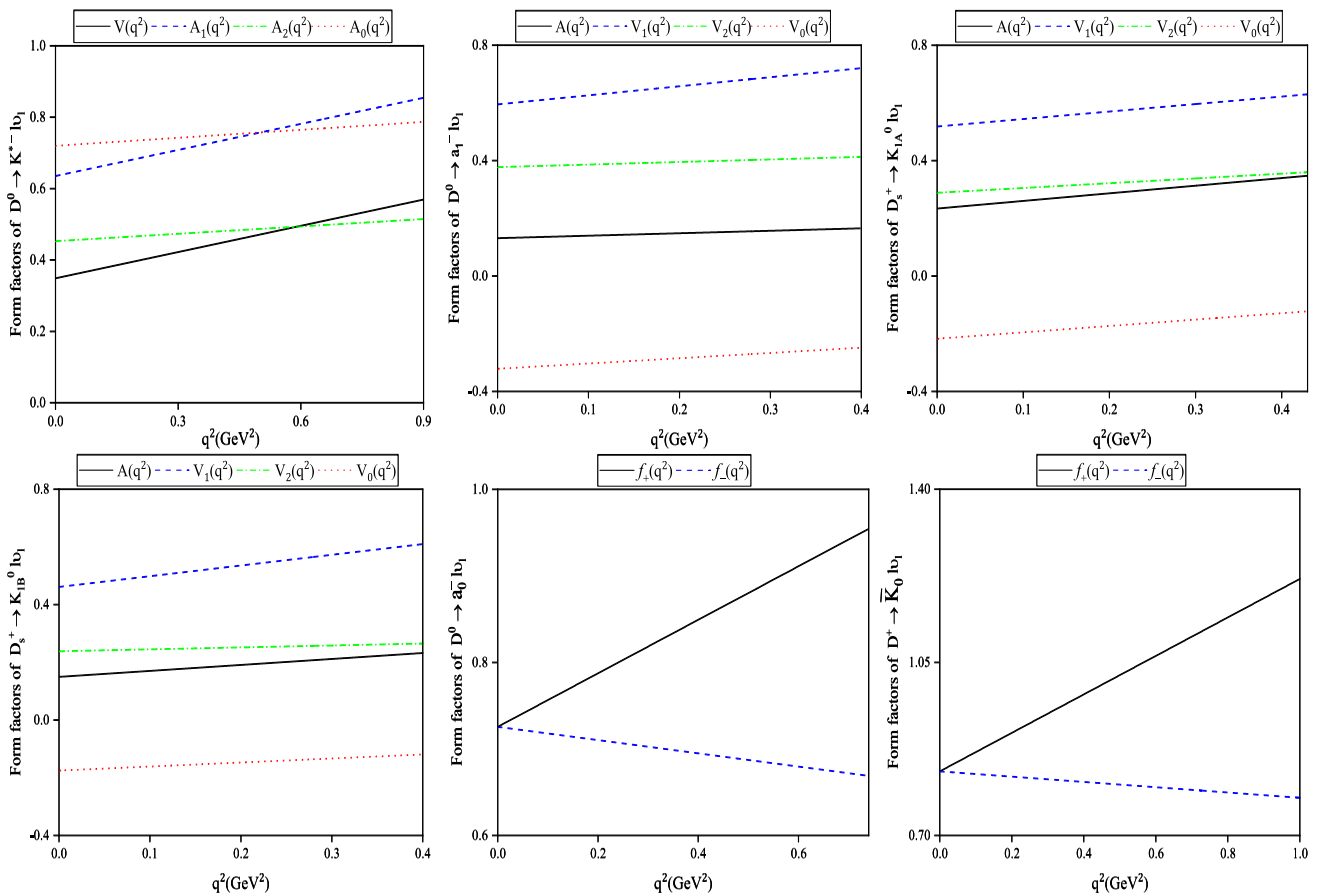 V(q²) A₁(q²) A₂(q²) A₀(q²)
Form factors of D⁰ → K*⁻ lυₗ
1.0
0.8
0.6
0.4
0.2
0.0
0.0 0.3 0.6 0.9
q²(GeV²)
A(q²) V₁(q²) V₂(q²) V₀(q²)
Form factors of D⁰ → a₁⁻ lυₗ
0.8
0.4
0.0
-0.4
0.0 0.1 0.2 0.3 0.4
q²(GeV²)
A(q²) V₁(q²) V₂(q²) V₀(q²)
Form factors of Dₛ⁺ → K₁A⁰ lυₗ
0.8
0.4
0.0
-0.4
0.0 0.1 0.2 0.3 0.4
q²(GeV²)
A(q²) V₁(q²) V₂(q²) V₀(q²)
Form factors of Dₛ⁺ → K₁B⁰ lυₗ
0.8
0.4
0.0
-0.4
0.0 0.1 0.2 0.3 0.4
q²(GeV²)
f₊(q²) f₋(q²)
Form factors of D⁰ → a₀⁻ lυₗ
1.0
0.8
0.6
0.0 0.2 0.4 0.6
q²(GeV²)
f₊(q²) f₋(q²)
Form factors of D⁺ → K̄₀ lυₗ
1.40
1.05
0.70
0.0 0.2 0.4 0.6 0.8 1.0
q²(GeV²)